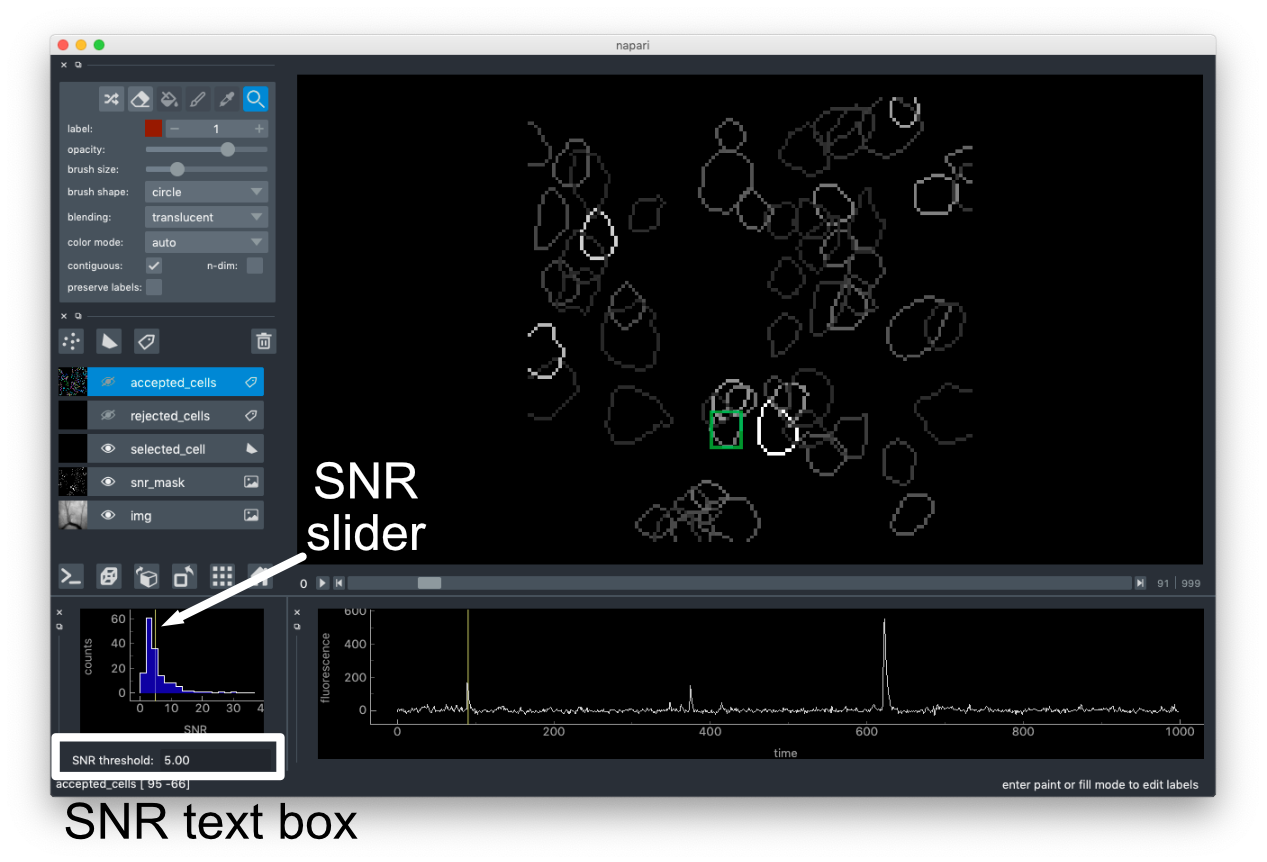 napari
label:
1
opacity:
brush size:
brush shape: circle
blending: translucent
color mode: auto
contiguous: n-dim:
preserve labels:
accepted_cells
rejected_cells
selected_cell
snr_mask
img
SNR
slider
0
91 999
counts
60
40
20
0
0 10 20 30 4
SNR
SNR threshold: 5.00
fluorescence
600
400
200
0
0 200 400 600 800 1000
time
accepted_cells [ 95 -66]
enter paint or fill mode to edit labels
SNR text box